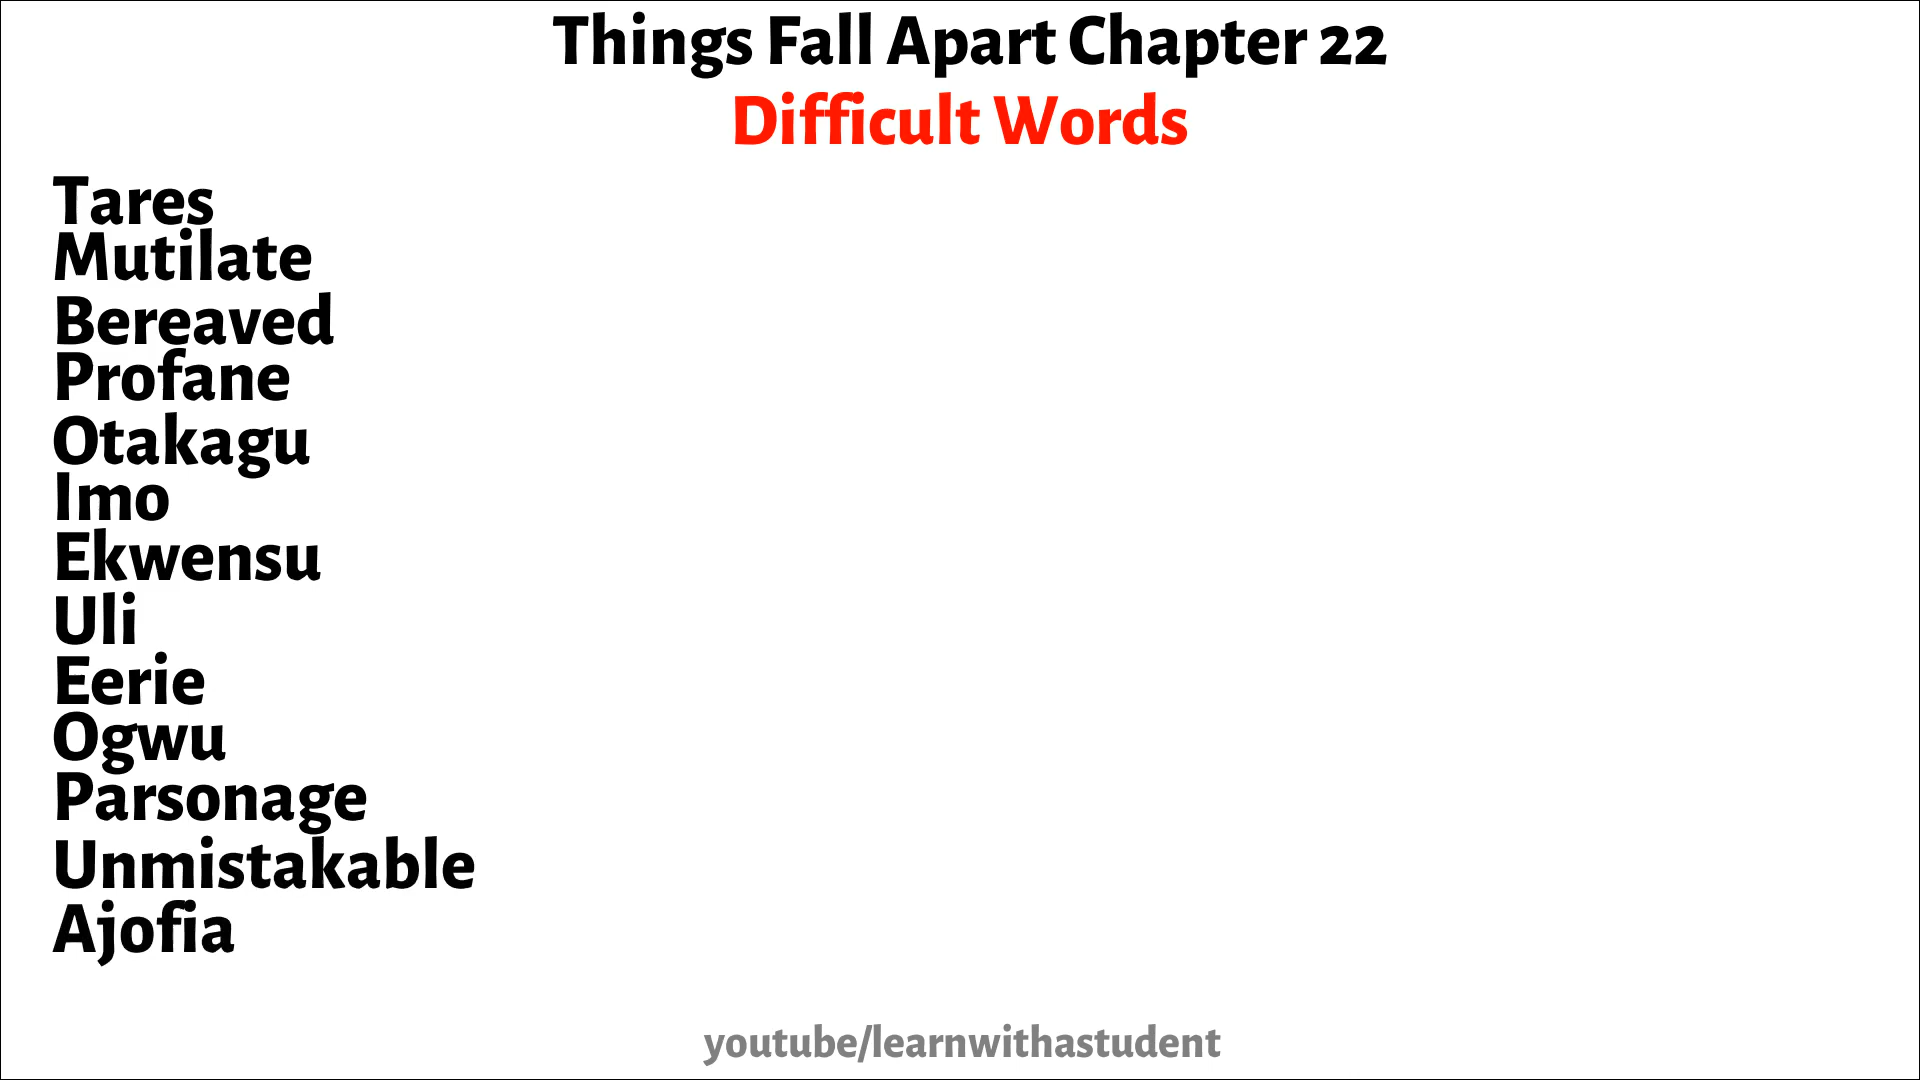 Things Fall Apart Chapter 22
Difficult Words
Tares
Mutilate
Bereaved
Profane
Otakagu
Imo
Ekwensu
Uli
Eerie
Ogwu
Parsonage
Unmistakable
Ajofia
youtube/learnwithastudent